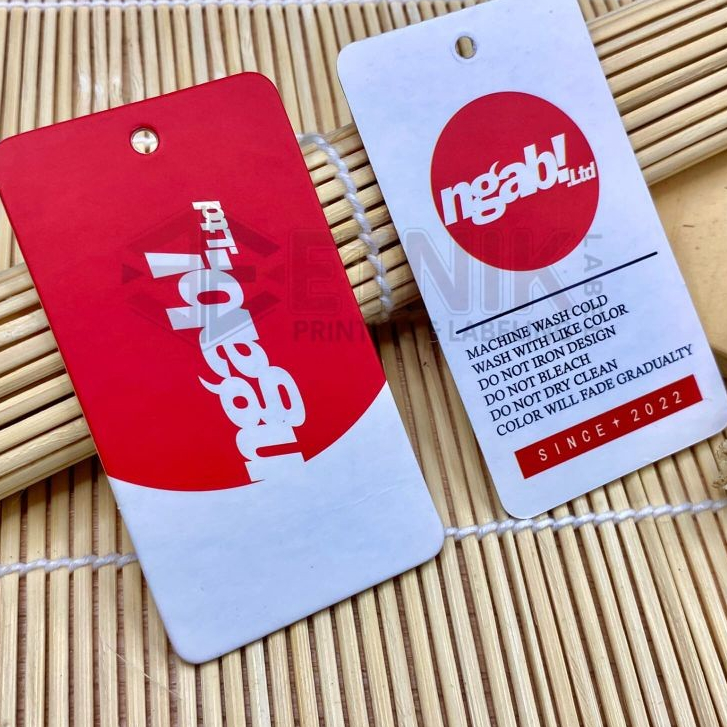 ngab!
.Ltd
ngab!
.Ltd
MACHINE WASH COLD
WASH WITH LIKE COLOR
DO NOT IRON DESIGN
DO NOT BLEACH
DO NOT DRY CLEAN
COLOR WILL FADE GRADUALTY
SINCE+2022